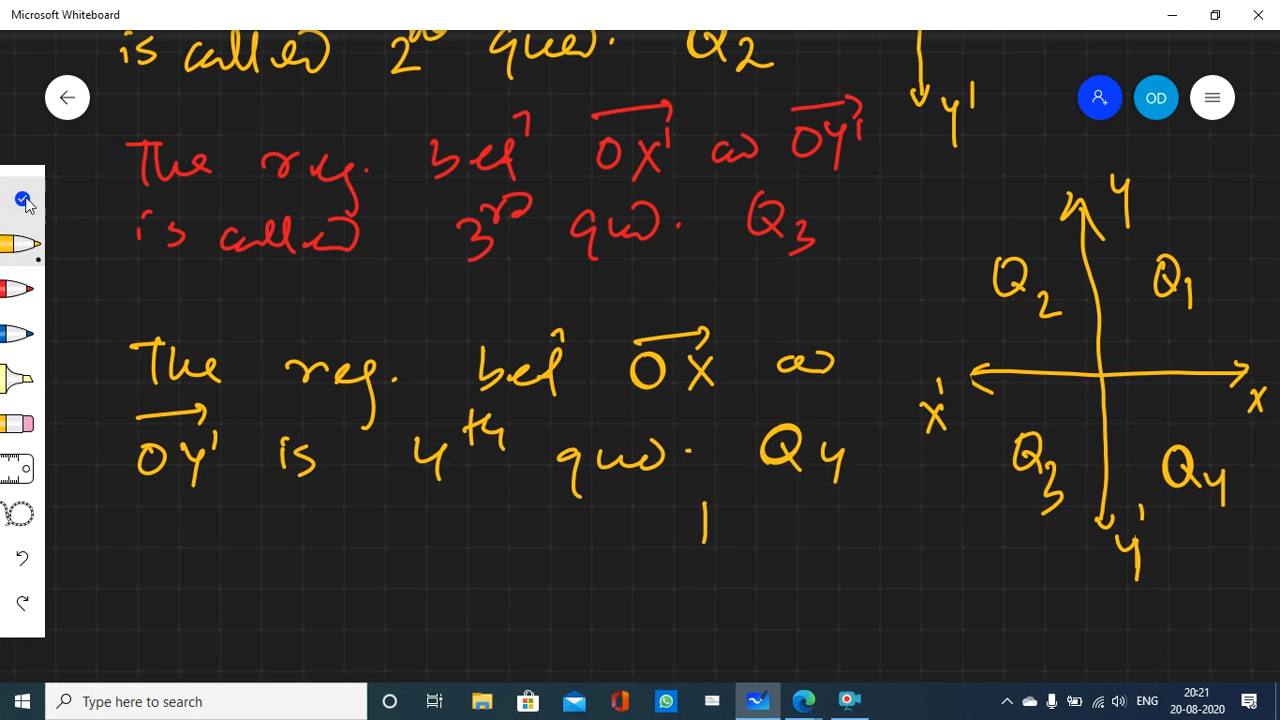 Microsoft Whiteboard
is called 2nd quad. Q2
y'
OD
The reg. bet^n OX' and OY'
is called 3rd quad. Q3
y
Q2 Q1
The reg. bet^n OX and
x' x
OY' is 4th quad. Q4
Q3 Q4
y'
Type here to search
ENG
20:21
20-08-2020